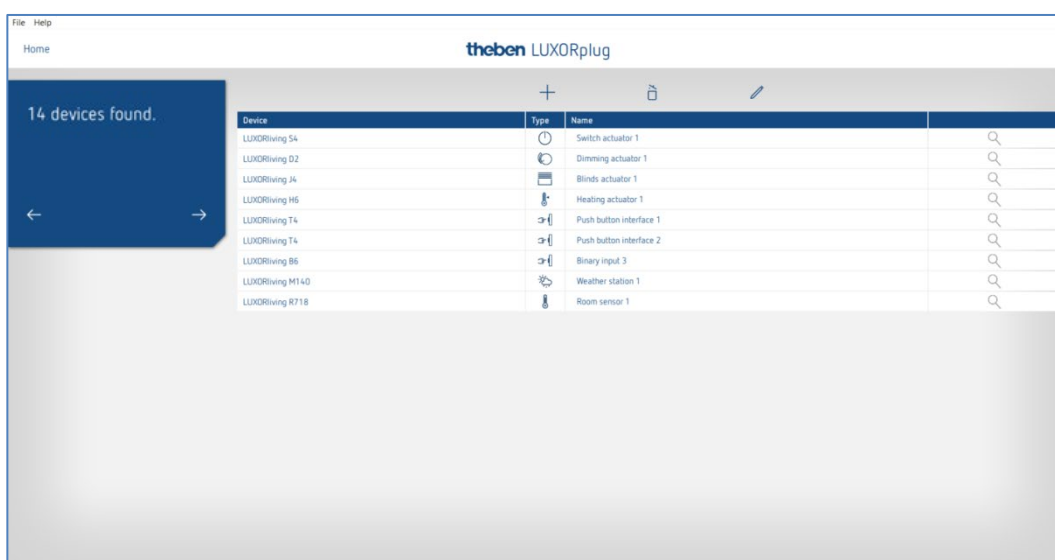 File Help
Home
theben LUXORplug
14 devices found.
Device Type Name
LUXORliving S4 Switch actuator 1
LUXORliving D2 Dimming actuator 1
LUXORliving J4 Blinds actuator 1
LUXORliving H6 Heating actuator 1
LUXORliving T4 Push button interface 1
LUXORliving T4 Push button interface 2
LUXORliving B6 Binary input 3
LUXORliving M140 Weather station 1
LUXORliving R718 Room sensor 1